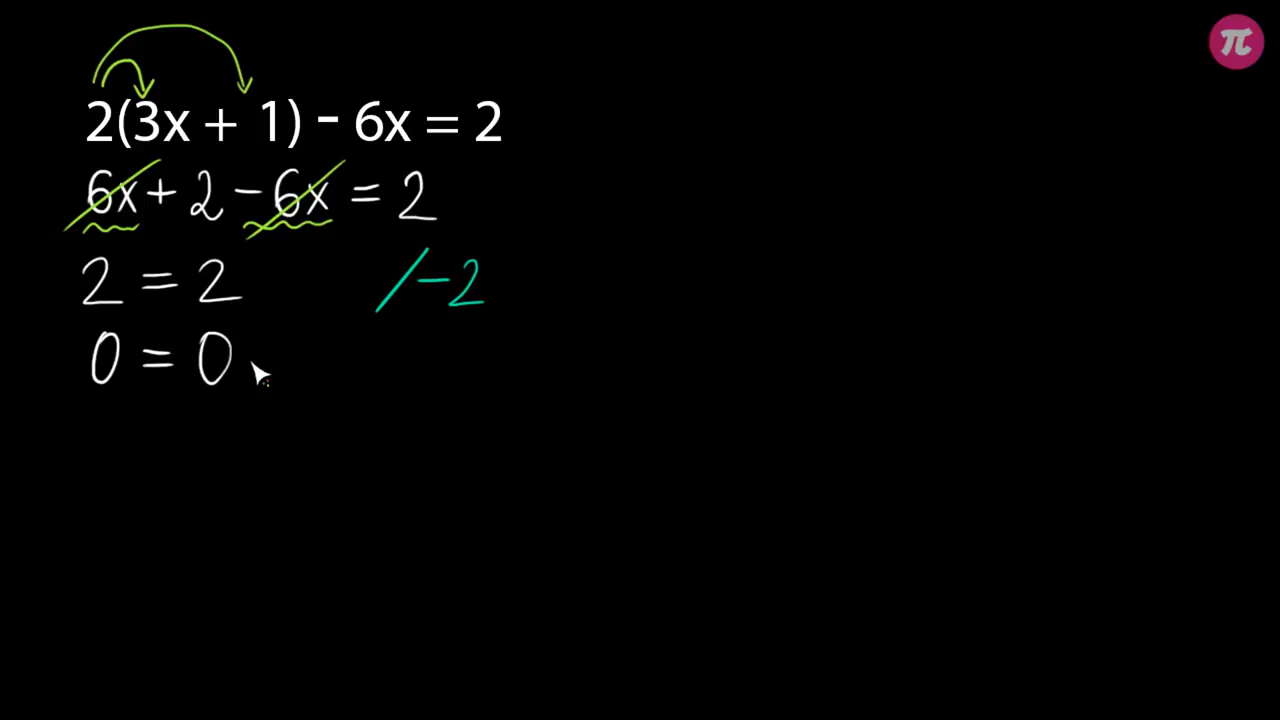 π
2(3x + 1) - 6x = 2
6x + 2 - 6x = 2
2 = 2 /-2
0 = 0